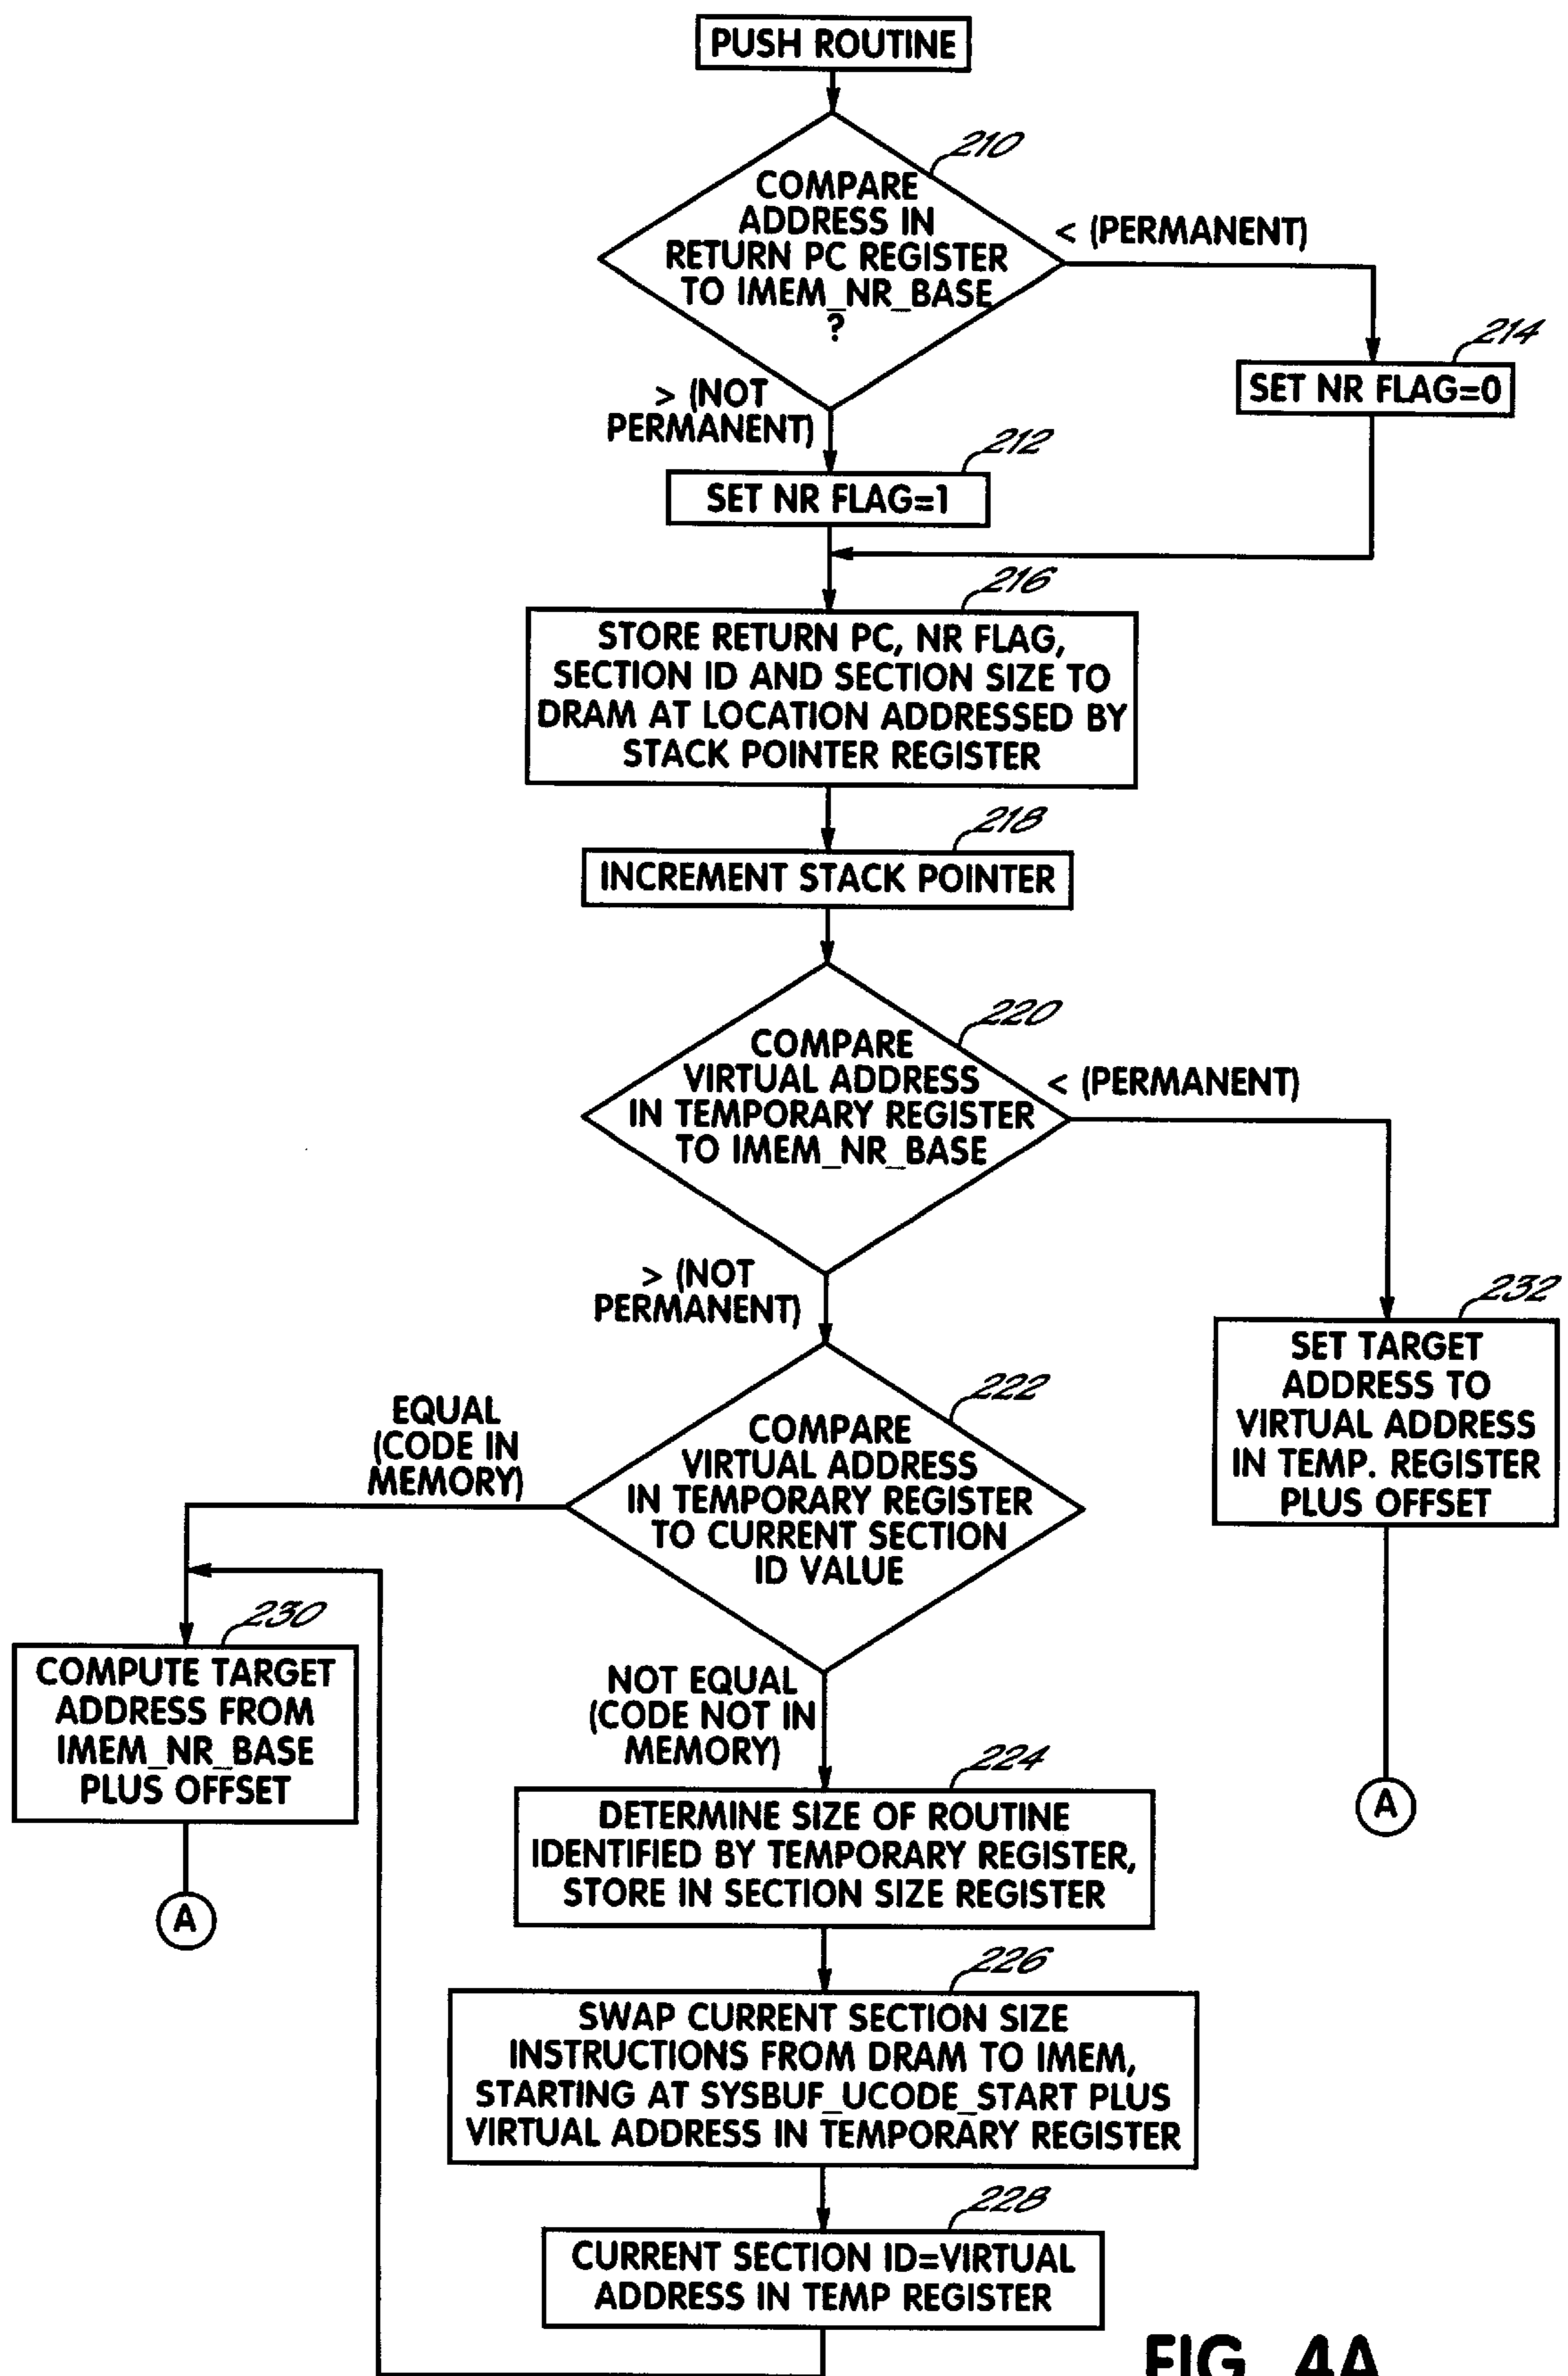 PUSH ROUTINE
210
COMPARE
ADDRESS IN
RETURN PC REGISTER
TO IMEM_NR_BASE
?
< (PERMANENT)
214
SET NR FLAG=0
> (NOT
PERMANENT)
212
SET NR FLAG=1
216
STORE RETURN PC, NR FLAG,
SECTION ID AND SECTION SIZE TO
DRAM AT LOCATION ADDRESSED BY
STACK POINTER REGISTER
218
INCREMENT STACK POINTER
220
COMPARE
VIRTUAL ADDRESS
IN TEMPORARY REGISTER
TO IMEM_NR_BASE
< (PERMANENT)
> (NOT
PERMANENT)
232
SET TARGET
ADDRESS TO
VIRTUAL ADDRESS
IN TEMP. REGISTER
PLUS OFFSET
A
222
COMPARE
VIRTUAL ADDRESS
IN TEMPORARY REGISTER
TO CURRENT SECTION
ID VALUE
EQUAL
(CODE IN
MEMORY)
230
COMPUTE TARGET
ADDRESS FROM
IMEM_NR_BASE
PLUS OFFSET
A
NOT EQUAL
(CODE NOT IN
MEMORY)
224
DETERMINE SIZE OF ROUTINE
IDENTIFIED BY TEMPORARY REGISTER,
STORE IN SECTION SIZE REGISTER
226
SWAP CURRENT SECTION SIZE
INSTRUCTIONS FROM DRAM TO IMEM,
STARTING AT SYSBUF_UCODE_START PLUS
VIRTUAL ADDRESS IN TEMPORARY REGISTER
228
CURRENT SECTION ID=VIRTUAL
ADDRESS IN TEMP REGISTER
FIG. 4A